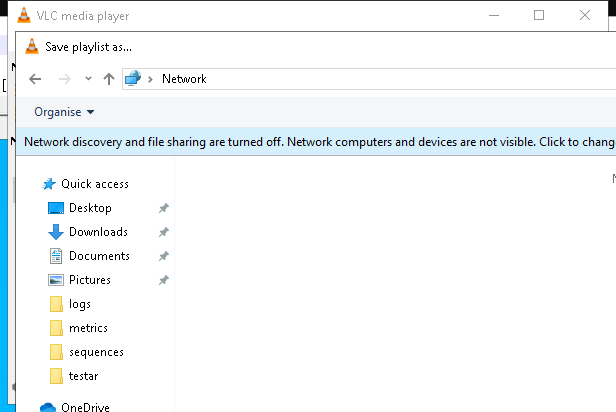 VLC media player
Save playlist as...
Network
Organise
Network discovery and file sharing are turned off. Network computers and devices are not visible. Click to chang
Quick access
Desktop
Downloads
Documents
Pictures
logs
metrics
sequences
testar
OneDrive